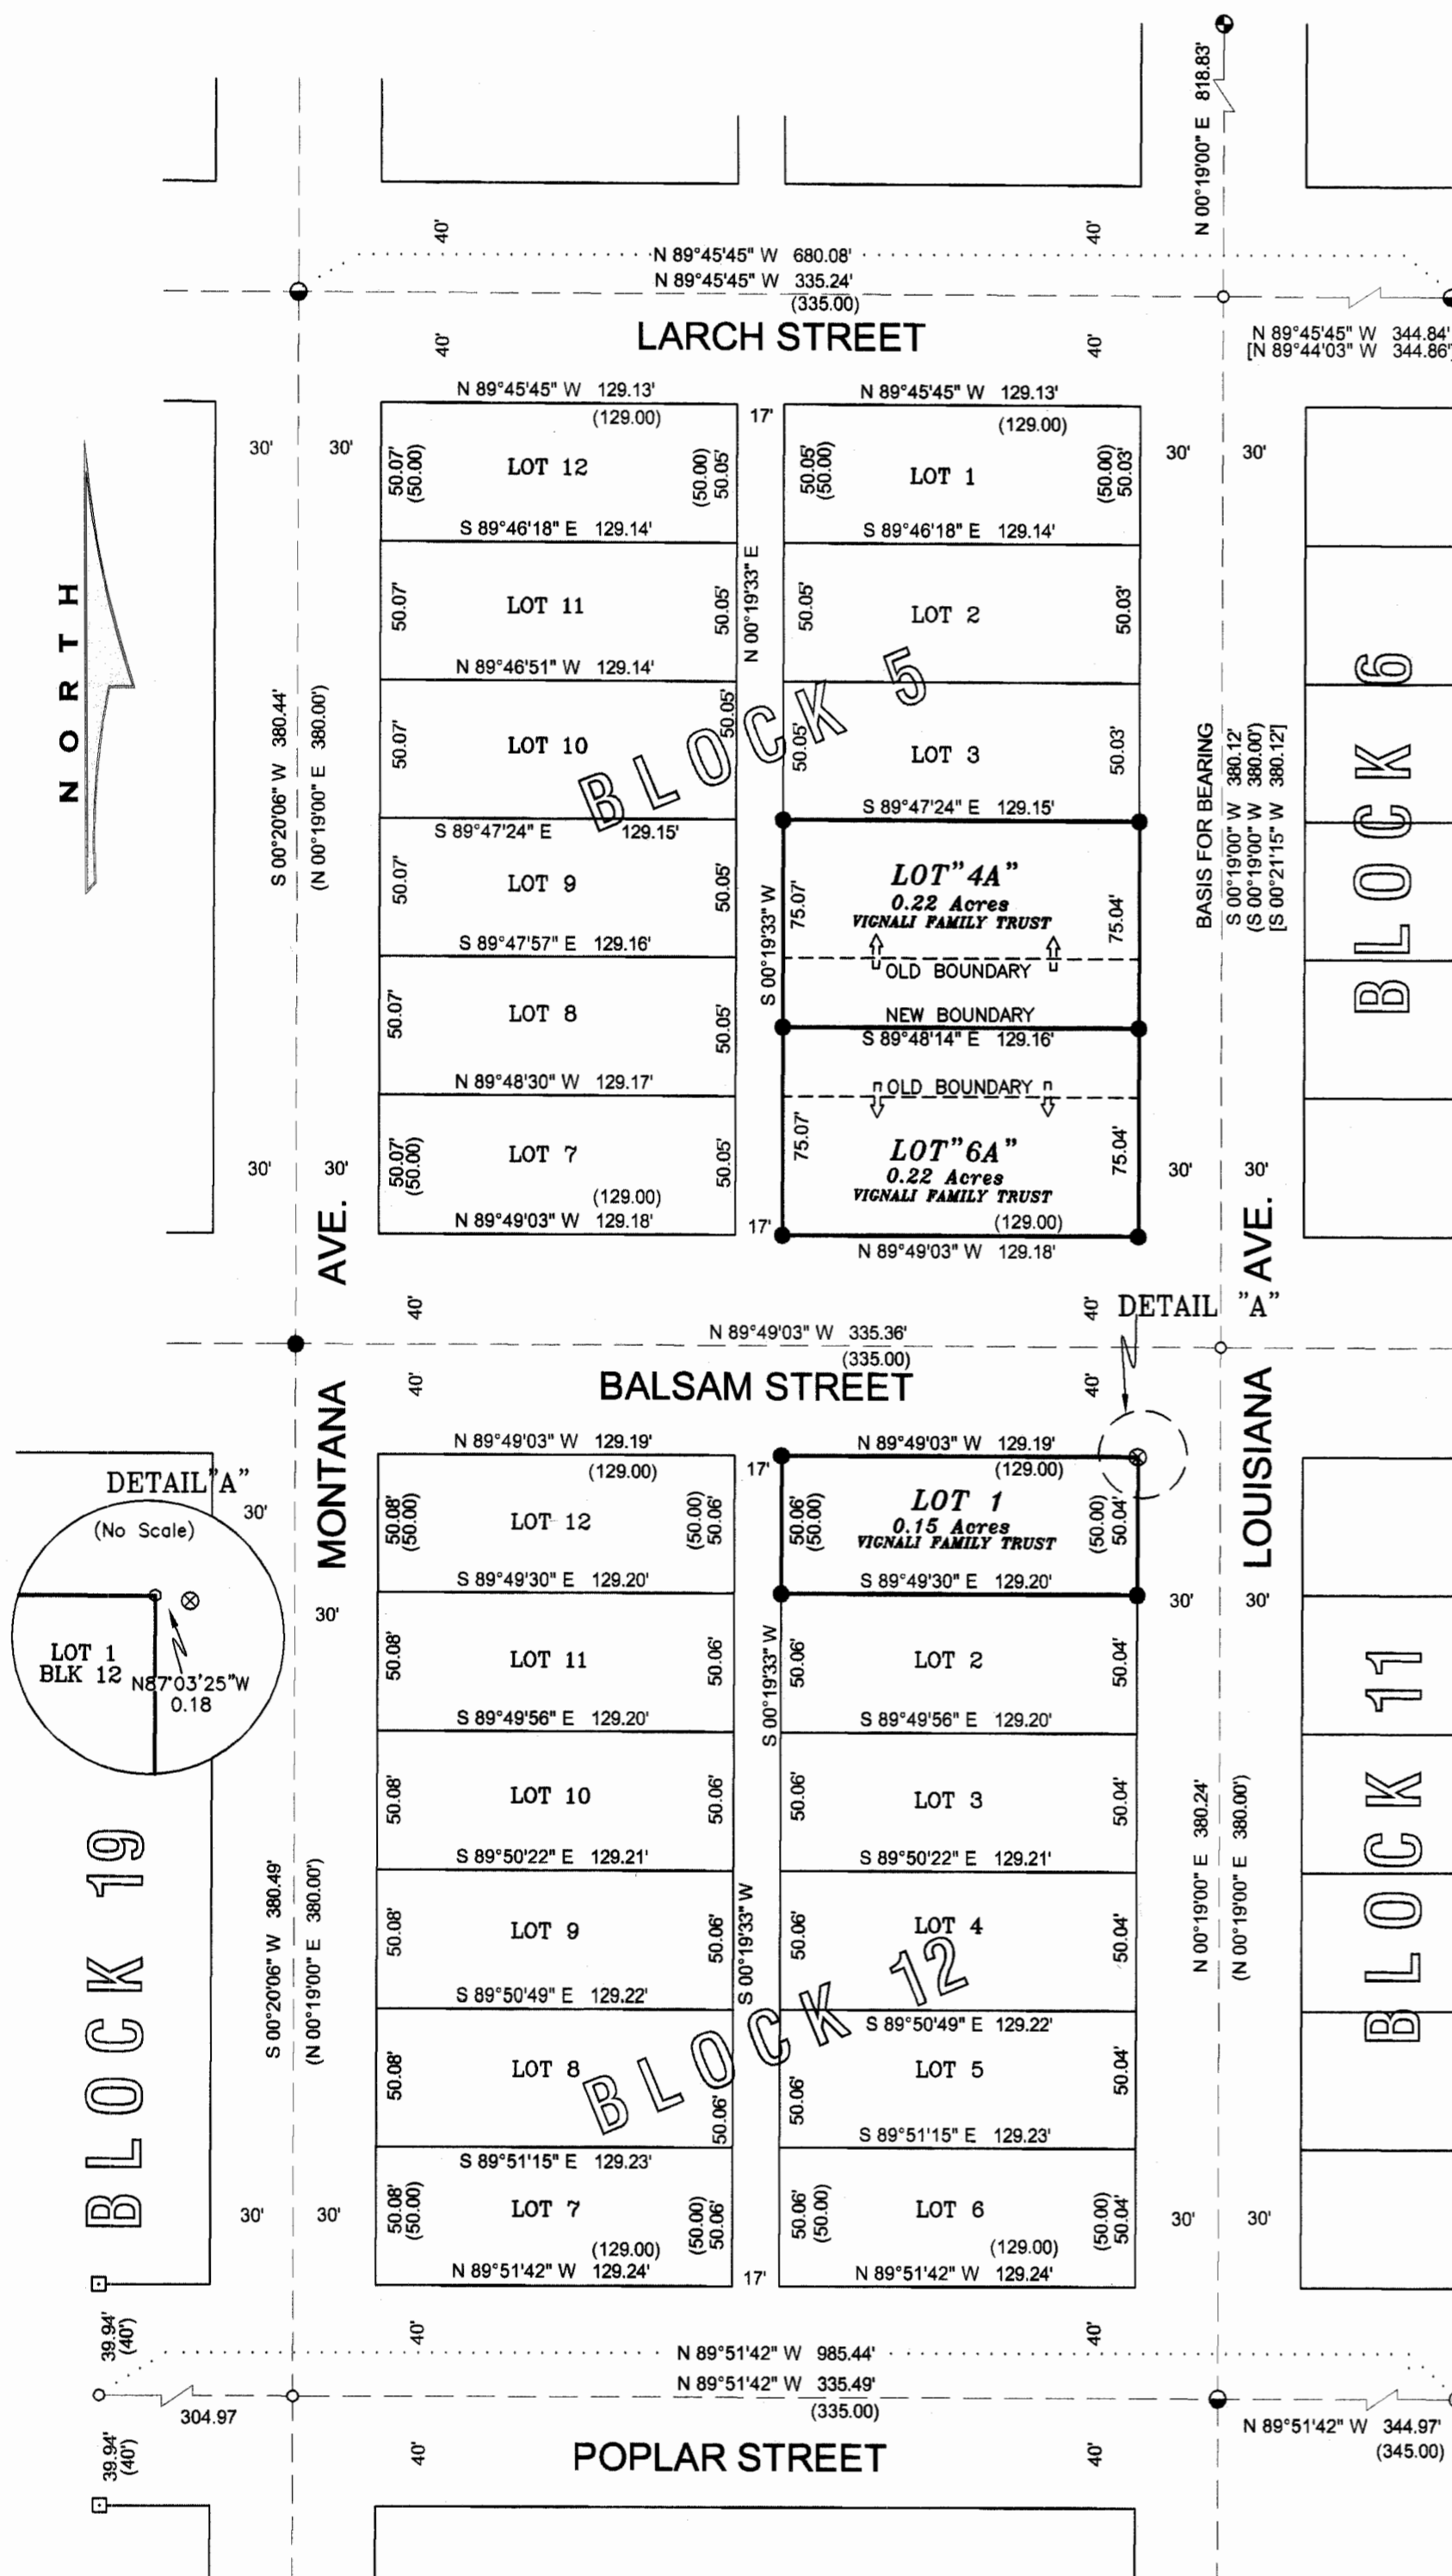 N 00°19'00" E 818.83'
40'
40'
N 89°45'45" W 680.08'
N 89°45'45" W 335.24'
(335.00)
LARCH STREET
40'
40'
N 89°45'45" W 344.84'
[N 89°44'03" W 344.86'
N 89°45'45" W 129.13'
(129.00)
17'
N 89°45'45" W 129.13'
(129.00)
30'
30'
30'
30'
50.07'
(50.00)
LOT 12
(50.00)
50.05'
50.05'
(50.00)
LOT 1
(50.00)
50.03'
S 89°46'18" E 129.14'
S 89°46'18" E 129.14'
NORTH
50.07'
LOT 11
50.05'
N 00°19'33" E
50.05'
LOT 2
50.03'
N 89°46'51" W 129.14'
BLOCK 5
BLOCK 6
S 00°20'06" W 380.44'
(N 00°19'00" E 380.00')
50.07'
LOT 10
50.05'
50.05'
LOT 3
50.03'
BASIS FOR BEARING
S 00°19'00" W 380.12'
(S 00°19'00" W 380.00')
[S 00°21'15" W 380.12']
S 89°47'24" E 129.15'
S 89°47'24" E 129.15'
50.07'
LOT 9
50.05'
S 00°19'33" W
75.07'
LOT"4A"
0.22 Acres
VIGNALI FAMILY TRUST
75.04'
S 89°47'57" E 129.16'
OLD BOUNDARY
50.07'
LOT 8
50.05'
NEW BOUNDARY
S 89°48'14" E 129.16'
N 89°48'30" W 129.17'
OLD BOUNDARY
30'
30'
50.07'
(50.00)
LOT 7
50.05'
75.07'
LOT"6A"
0.22 Acres
VIGNALI FAMILY TRUST
75.04'
30'
30'
(129.00)
N 89°49'03" W 129.18'
17'
(129.00)
N 89°49'03" W 129.18'
MONTANA AVE.
LOUISIANA AVE.
40'
40'
DETAIL "A"
N 89°49'03" W 335.36'
(335.00)
BALSAM STREET
40'
40'
N 89°49'03" W 129.19'
(129.00)
17'
N 89°49'03" W 129.19'
(129.00)
DETAIL"A"
(No Scale)
30'
LOT 1
BLK 12
N87°03'25"W
0.18
50.08'
(50.00)
LOT 12
(50.00)
50.06'
50.06'
(50.00)
LOT 1
0.15 Acres
VIGNALI FAMILY TRUST
(50.00)
50.04'
S 89°49'30" E 129.20'
S 89°49'30" E 129.20'
30'
30'
30'
50.08'
LOT 11
50.06'
S 00°19'33" W
50.06'
LOT 2
50.04'
S 89°49'56" E 129.20'
S 89°49'56" E 129.20'
BLOCK 11
50.08'
LOT 10
50.06'
50.06'
LOT 3
50.04'
N 00°19'00" E 380.24'
(N 00°19'00" E 380.00')
S 89°50'22" E 129.21'
S 89°50'22" E 129.21'
BLOCK 19
S 00°20'06" W 380.49'
(N 00°19'00" E 380.00')
50.08'
LOT 9
50.06'
S 00°19'33" W
50.06'
LOT 4
50.04'
BLOCK 12
S 89°50'49" E 129.22'
S 89°50'49" E 129.22'
50.08'
LOT 8
50.06'
50.06'
LOT 5
50.04'
S 89°51'15" E 129.23'
S 89°51'15" E 129.23'
30'
30'
50.08'
(50.00)
LOT 7
(50.00)
50.06'
50.06'
(50.00)
LOT 6
(50.00)
50.04'
30'
30'
(129.00)
N 89°51'42" W 129.24'
17'
(129.00)
N 89°51'42" W 129.24'
39.94'
(40')
40'
40'
N 89°51'42" W 985.44'
N 89°51'42" W 335.49'
(335.00)
304.97
N 89°51'42" W 344.97'
(345.00)
39.94'
(40')
40'
POPLAR STREET
40'